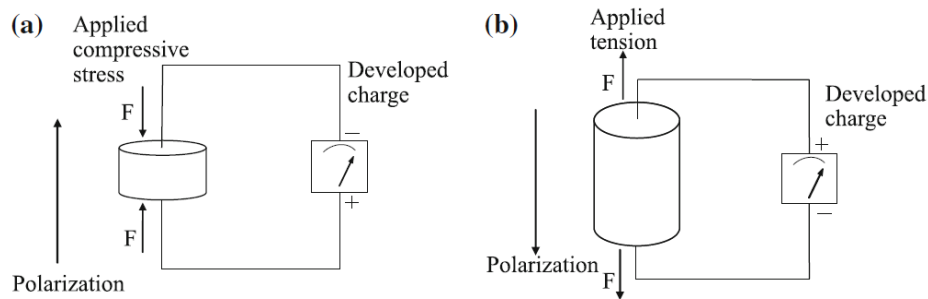 (a)
Applied
compressive
stress
F
Developed
charge
−
+
F
Polarization
(b)
Applied
tension
F
Developed
charge
+
−
Polarization
F